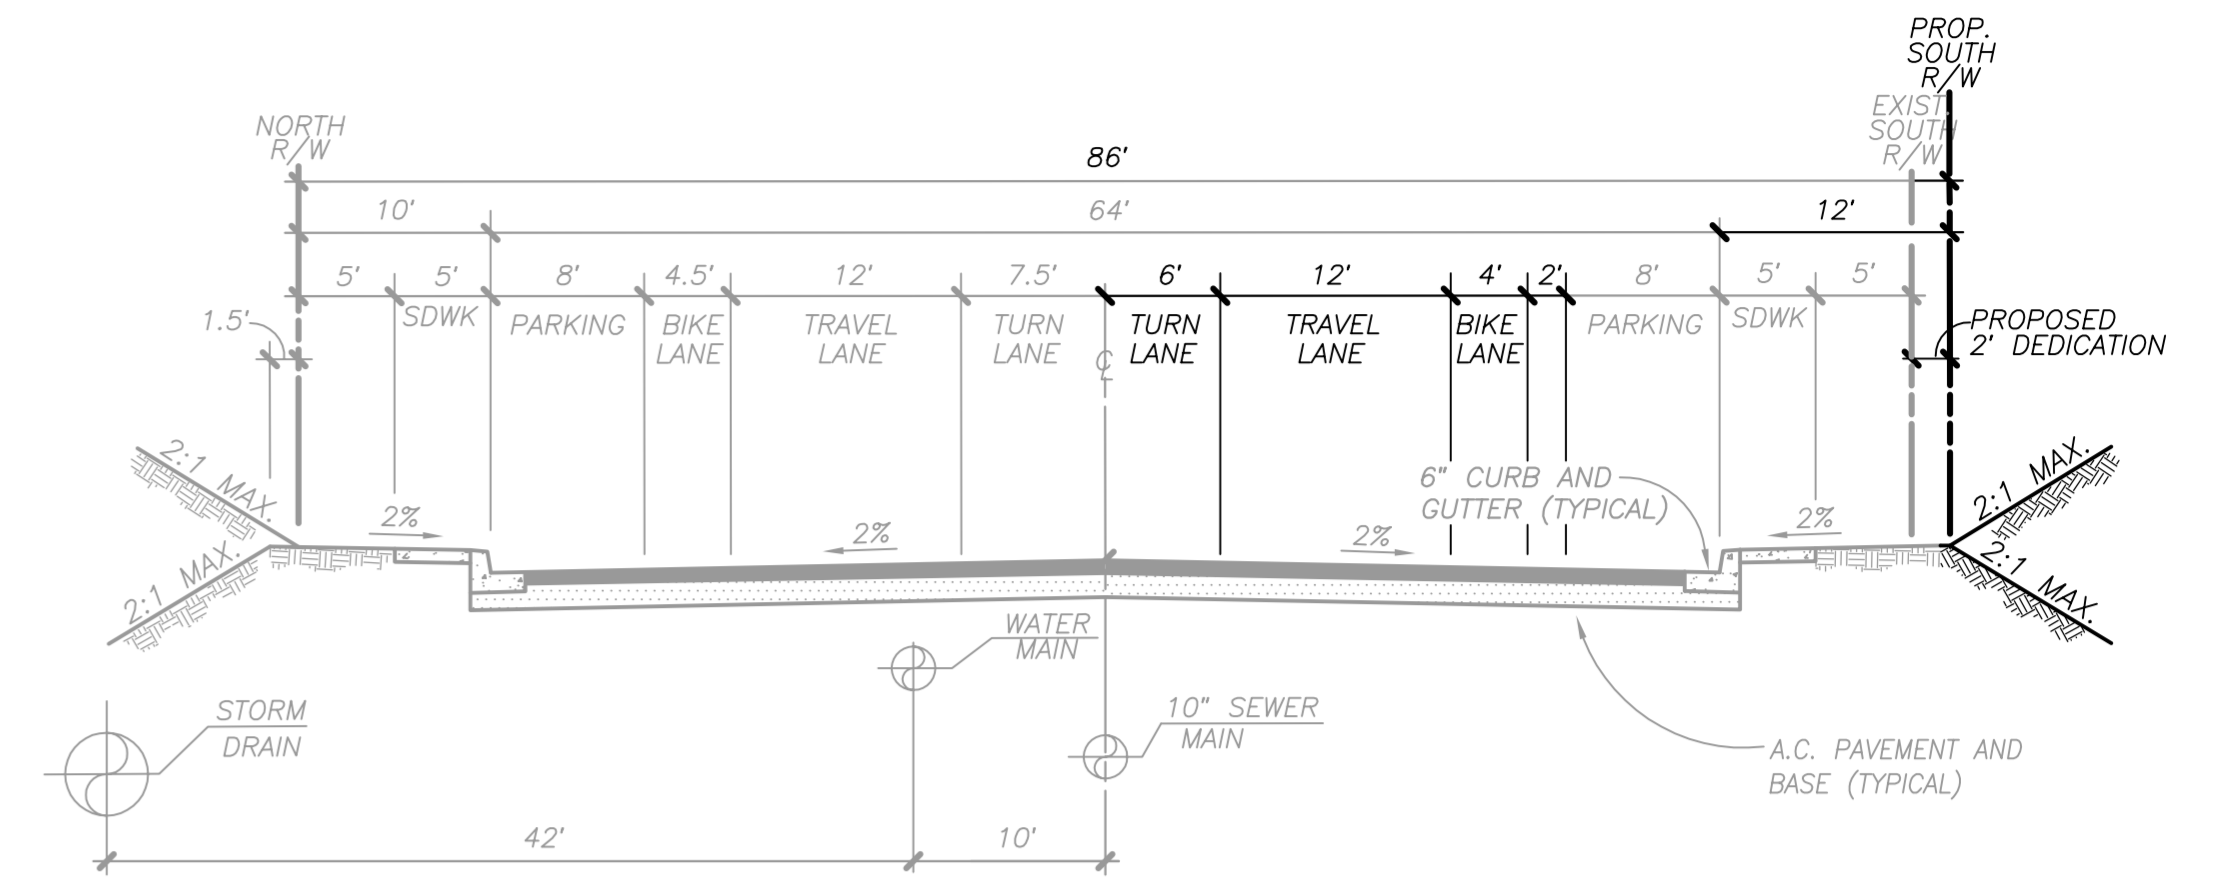 PROP.
SOUTH
R/W
EXIST.
SOUTH
R/W
NORTH
R/W
86'
10'
64'
12'
5'
5'
8'
4.5'
12'
7.5'
6'
12'
4'
2'
8'
5'
5'
1.5'
SDWK
PARKING
BIKE
LANE
TRAVEL
LANE
TURN
LANE
℄
TURN
LANE
TRAVEL
LANE
BIKE
LANE
PARKING
SDWK
PROPOSED
2' DEDICATION
2:1 MAX.
2:1 MAX.
2%
2%
2%
6" CURB AND
GUTTER (TYPICAL)
2%
2:1 MAX.
2:1 MAX.
WATER
MAIN
STORM
DRAIN
10" SEWER
MAIN
A.C. PAVEMENT AND
BASE (TYPICAL)
42'
10'